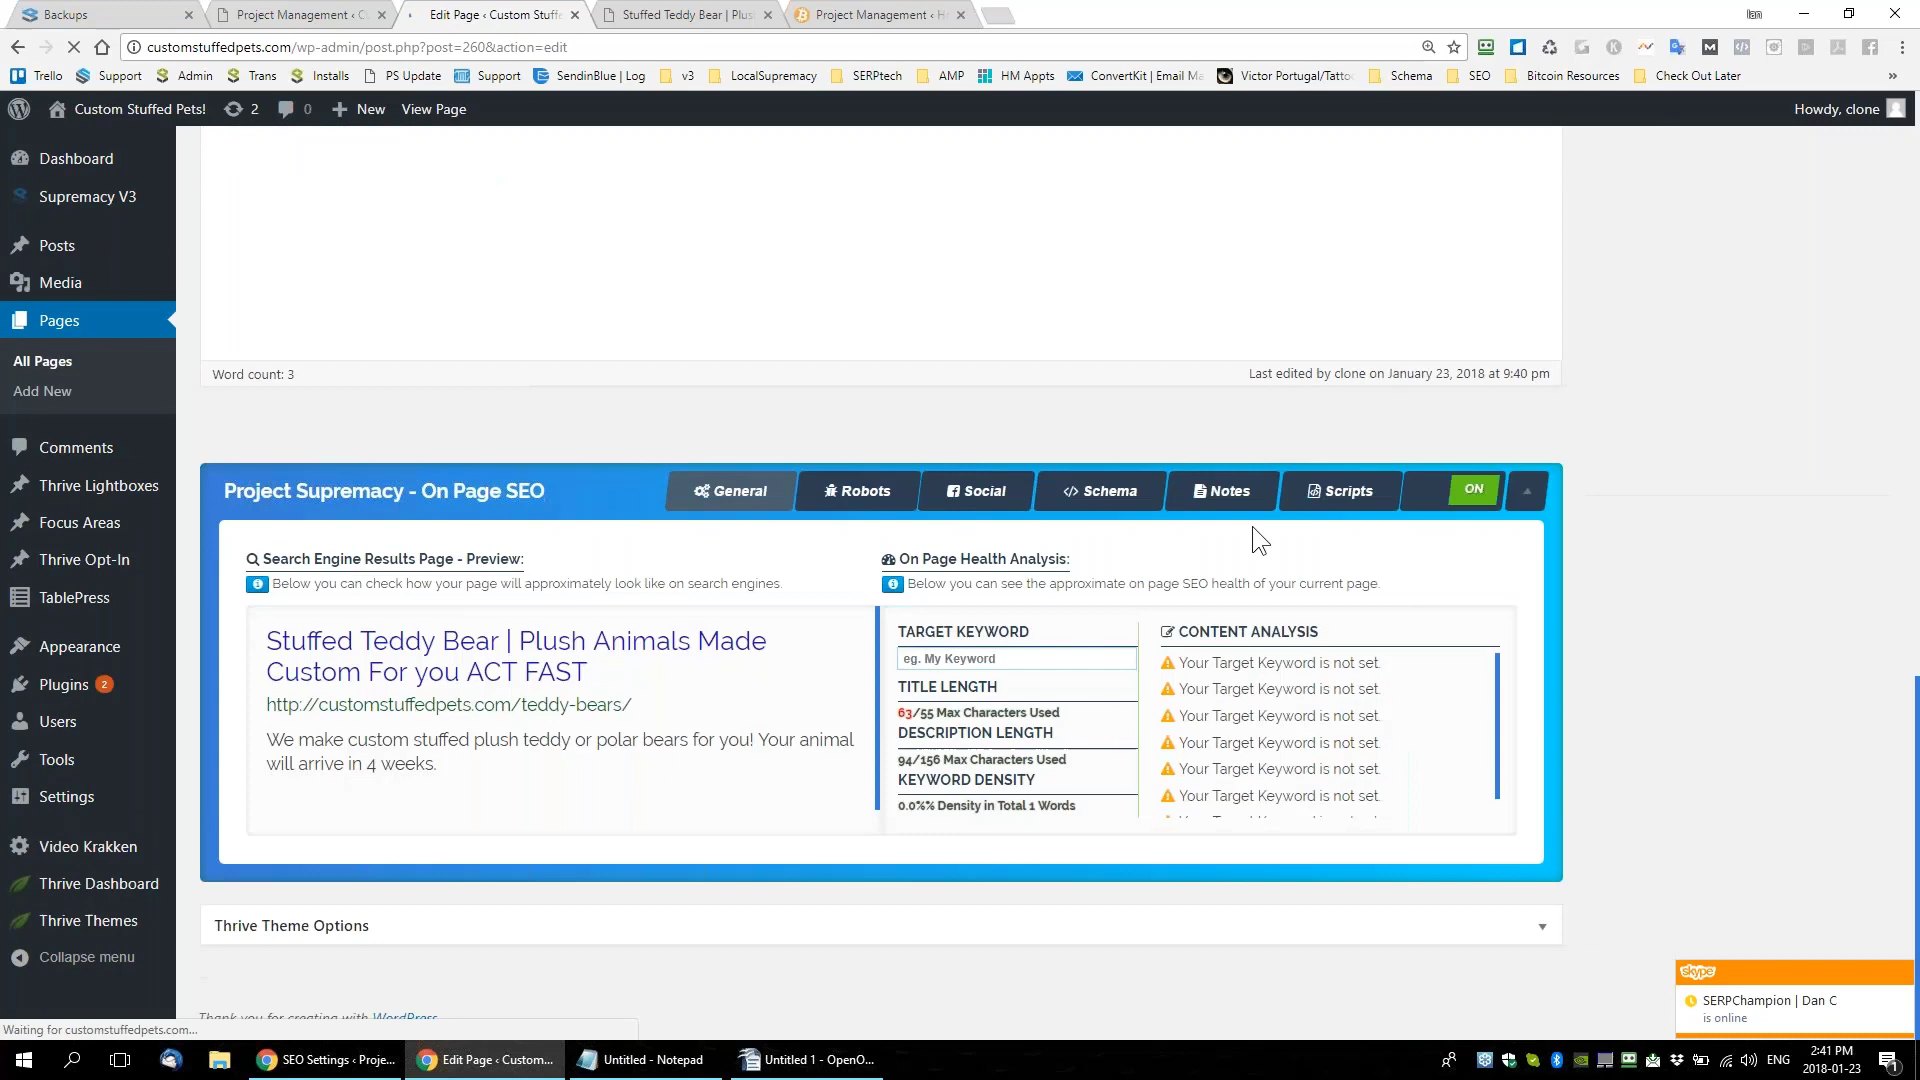 Backups
Project Management ‹ C
Edit Page ‹ Custom Stuff
Stuffed Teddy Bear | Plus
Project Management ‹ H
Ian
customstuffedpets.com/wp-admin/post.php?post=260&action=edit
Trello
Support
Admin
Trans
Installs
PS Update
Support
SendinBlue | Log
v3
LocalSupremacy
SERPtech
AMP
HM Appts
ConvertKit | Email Ma
Victor Portugal/Tatto
Schema
SEO
Bitcoin Resources
Check Out Later
»
Custom Stuffed Pets!
2
0
New
View Page
Howdy, clone
Dashboard
Supremacy V3
Posts
Media
Pages
All Pages
Add New
Comments
Thrive Lightboxes
Focus Areas
Thrive Opt-In
TablePress
Appearance
Plugins 2
Users
Tools
Settings
Video Krakken
Thrive Dashboard
Thrive Themes
Collapse menu
Word count: 3
Last edited by clone on January 23, 2018 at 9:40 pm
Project Supremacy - On Page SEO
General
Robots
Social
Schema
Notes
Scripts
ON
Search Engine Results Page - Preview:
Below you can check how your page will approximately look like on search engines.
Stuffed Teddy Bear | Plush Animals Made
Custom For you ACT FAST
http://customstuffedpets.com/teddy-bears/
We make custom stuffed plush teddy or polar bears for you! Your animal
will arrive in 4 weeks.
On Page Health Analysis:
Below you can see the approximate on page SEO health of your current page.
TARGET KEYWORD
eg. My Keyword
TITLE LENGTH
63/55 Max Characters Used
DESCRIPTION LENGTH
94/156 Max Characters Used
KEYWORD DENSITY
0.0%% Density in Total 1 Words
CONTENT ANALYSIS
Your Target Keyword is not set.
Your Target Keyword is not set.
Your Target Keyword is not set.
Your Target Keyword is not set.
Your Target Keyword is not set.
Your Target Keyword is not set.
Thrive Theme Options
Thank you for creating with WordPress
Waiting for customstuffedpets.com...
skype
SERPChampion | Dan C
is online
SEO Settings ‹ Proje...
Edit Page ‹ Custom...
Untitled - Notepad
Untitled 1 - OpenO...
ENG
2:41 PM
2018-01-23
1